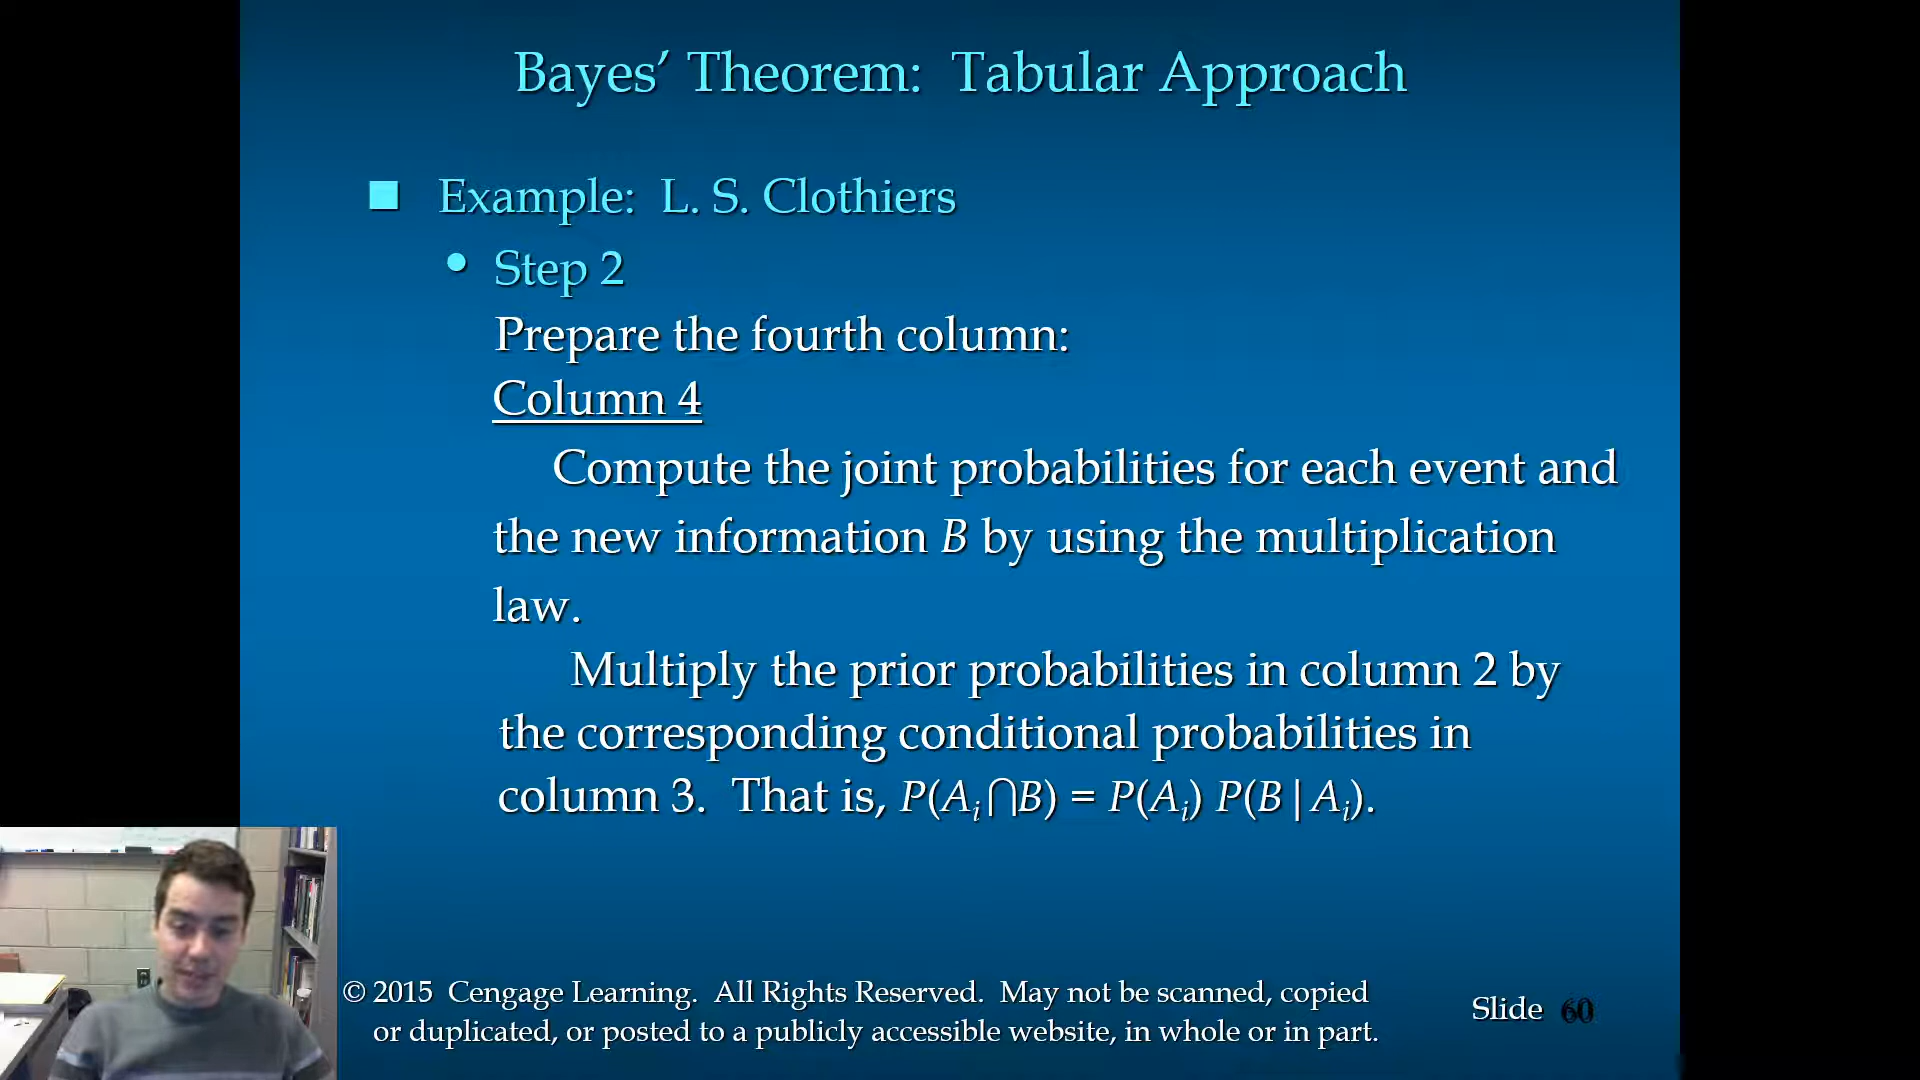 Bayes’ Theorem: Tabular Approach
Example: L. S. Clothiers
• Step 2
Prepare the fourth column:
Column 4
Compute the joint probabilities for each event and
the new information B by using the multiplication
law.
Multiply the prior probabilities in column 2 by
the corresponding conditional probabilities in
column 3. That is, P(Aᵢ⋂B) = P(Aᵢ) P(B|Aᵢ).
© 2015 Cengage Learning. All Rights Reserved. May not be scanned, copied
or duplicated, or posted to a publicly accessible website, in whole or in part.
Slide 60